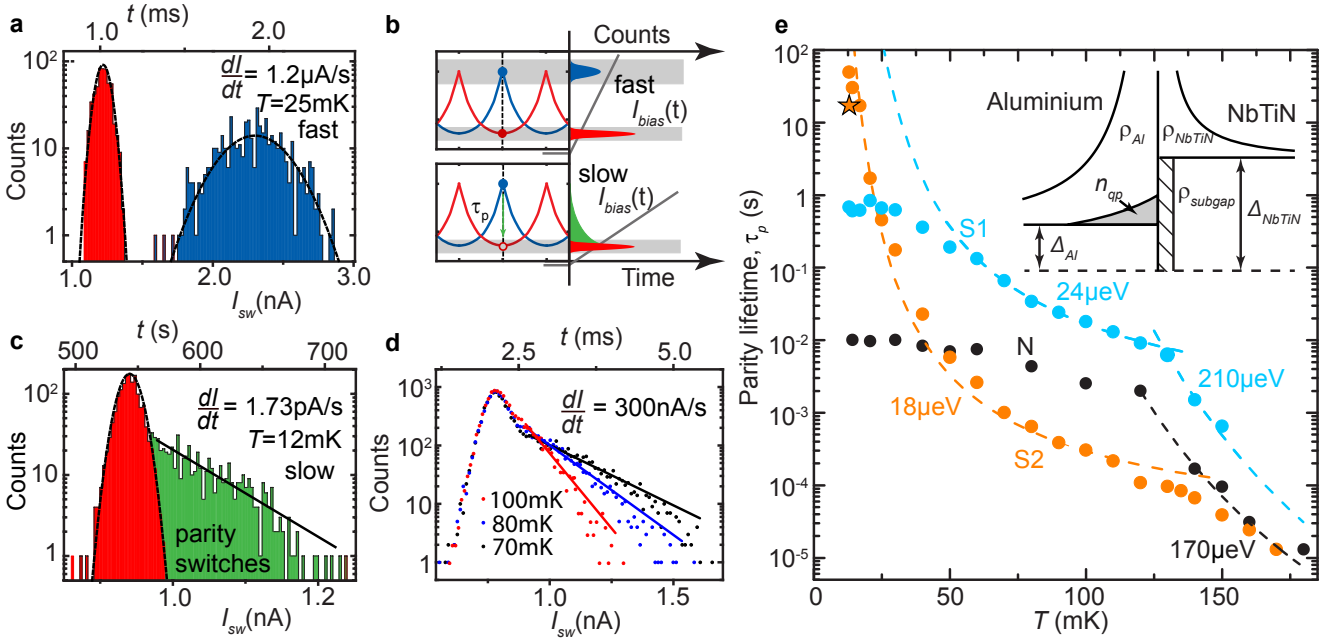 a
t (ms)
1.0 2.0
10²
10
1
Counts
dI/dt = 1.2µA/s
T=25mK
fast
1.0 2.0 3.0
I_sw(nA)
b
Counts
fast
I_bias(t)
slow
I_bias(t)
τ_p
Time
c
t (s)
500 600 700
10²
10
1
Counts
dI/dt = 1.73pA/s
T=12mK
slow
parity
switches
1.0 1.2
I_sw(nA)
d
t (ms)
2.5 5.4
10³
10²
10
1
Counts
dI/dt = 300nA/s
100mK
80mK
70mK
1.0 1.5
I_sw(nA)
e
Parity lifetime, τ_p (s)
10²
10
1
10⁻¹
10⁻²
10⁻³
10⁻⁴
10⁻⁵
Aluminium
NbTiN
ρ_Al
ρ_NbTiN
n_qp
ρ_subgap
Δ_NbTiN
Δ_Al
S1
24µeV
N
210µeV
18µeV
S2
170µeV
0 50 100 150
T (mK)